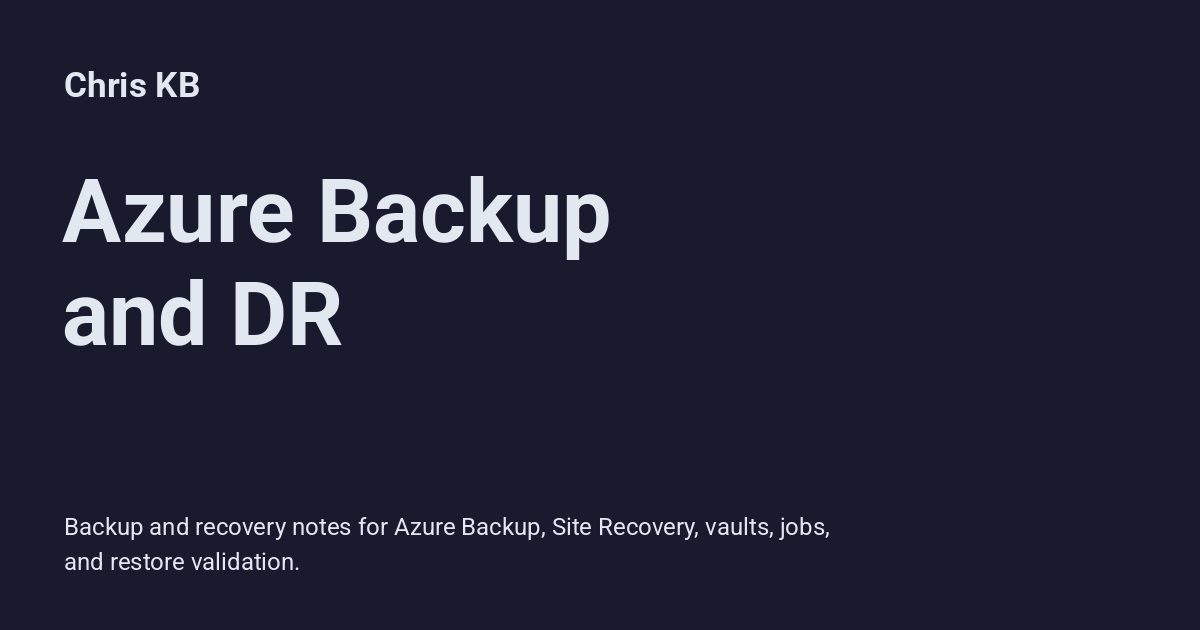 Chris KB
Azure Backup
and DR
Backup and recovery notes for Azure Backup, Site Recovery, vaults, jobs,
and restore validation.